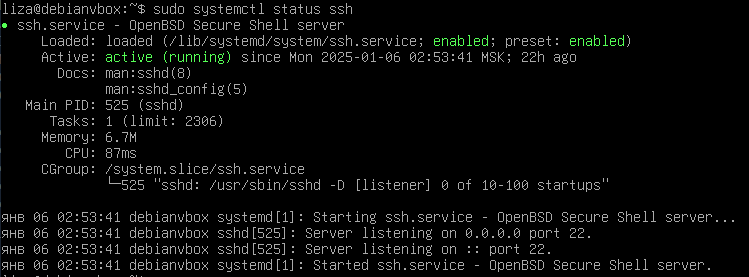 liza@debianvbox:~$ sudo systemctl status ssh
● ssh.service - OpenBSD Secure Shell server
Loaded: loaded (/lib/systemd/system/ssh.service; enabled; preset: enabled)
Active: active (running) since Mon 2025-01-06 02:53:41 MSK; 22h ago
Docs: man:sshd(8)
man:sshd_config(5)
Main PID: 525 (sshd)
Tasks: 1 (limit: 2306)
Memory: 6.7M
CPU: 87ms
CGroup: /system.slice/ssh.service
└─525 "sshd: /usr/sbin/sshd -D [listener] 0 of 10-100 startups"
янв 06 02:53:41 debianvbox systemd[1]: Starting ssh.service - OpenBSD Secure Shell server...
янв 06 02:53:41 debianvbox sshd[525]: Server listening on 0.0.0.0 port 22.
янв 06 02:53:41 debianvbox sshd[525]: Server listening on :: port 22.
янв 06 02:53:41 debianvbox systemd[1]: Started ssh.service - OpenBSD Secure Shell server.